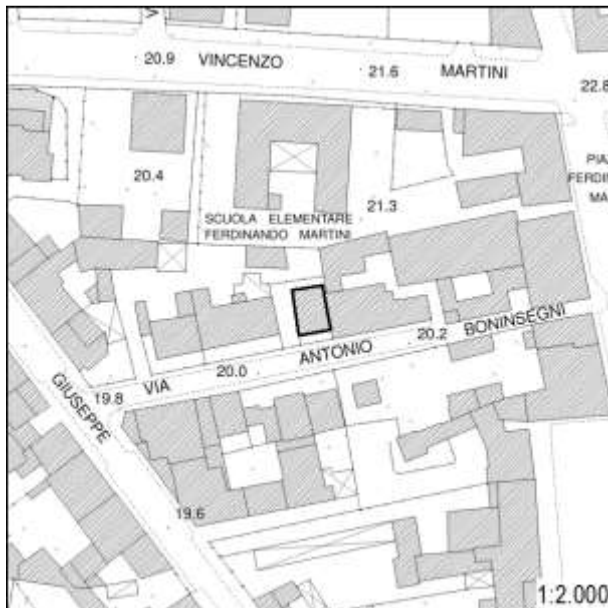 20.9 VINCENZO 21.6 MARTINI
22.8
20.4
21.3
SCUOLA ELEMENTARE
FERDINANDO MARTINI
20.2 BONINSEGNI
ANTONIO
20.0
VIA
19.8
GIUSEPPE
19.6
1:2.000